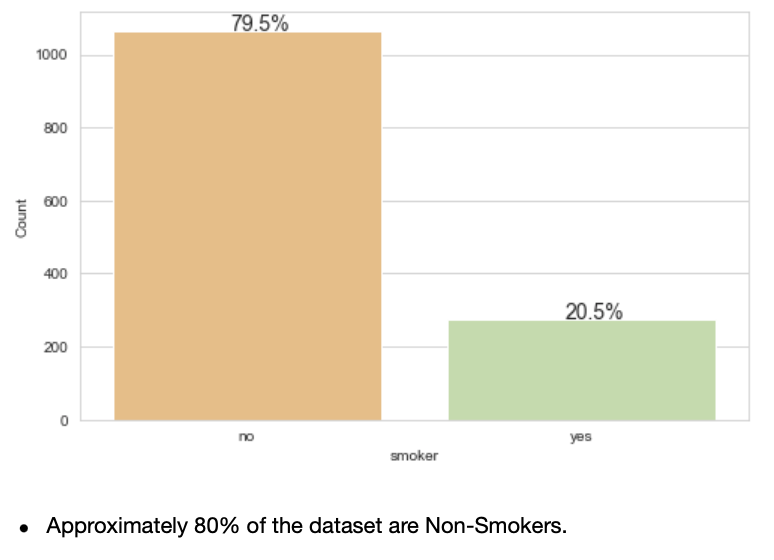 79.5%
1000
800
600
400
200
0
Count
20.5%
no
yes
smoker
• Approximately 80% of the dataset are Non-Smokers.